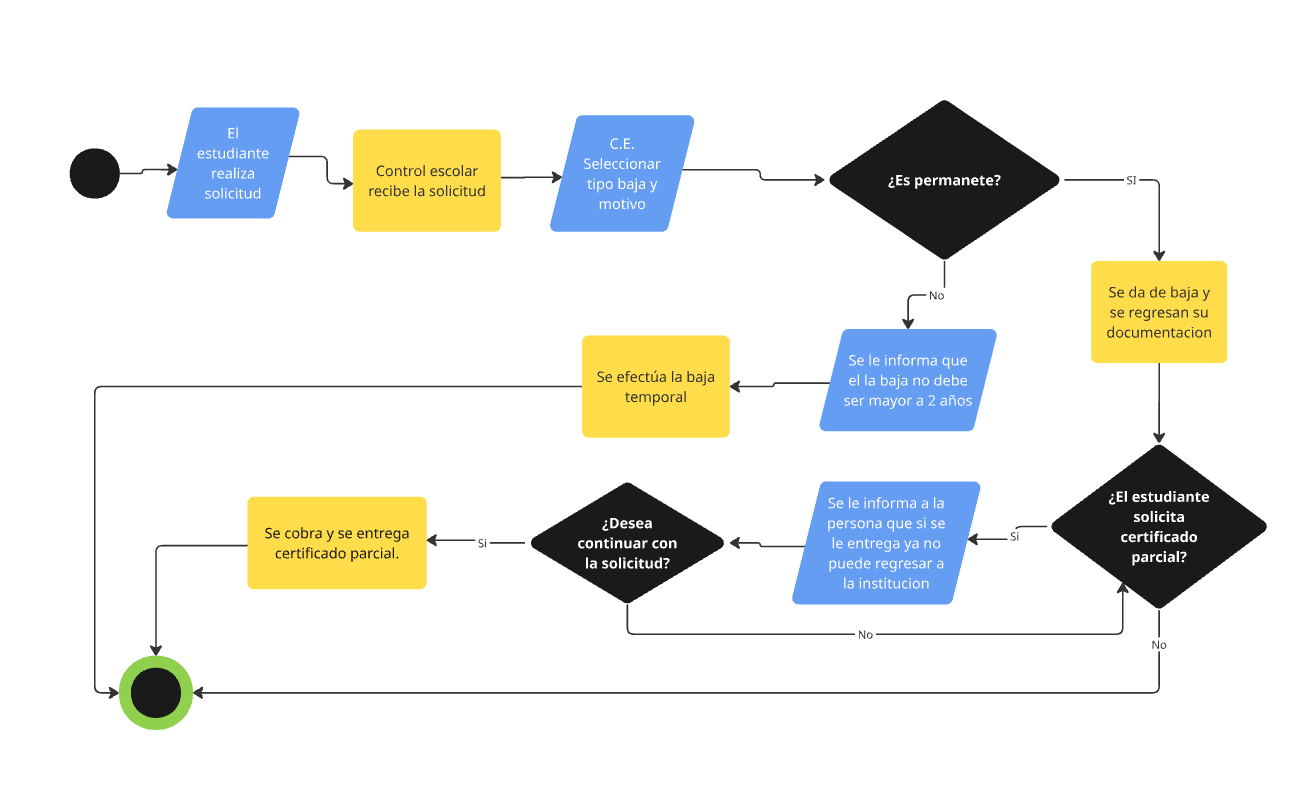 El
estudiante
realiza
solicitud
Control escolar
recibe la solicitud
C.E.
Seleccionar
tipo baja y
motivo
¿Es permanete?
SI
No
Se da de baja y
se regresan su
documentacion
Se le informa que
el la baja no debe
ser mayor a 2 años
Se efectúa la baja
temporal
¿El estudiante
solicita
certificado
parcial?
Sí
No
Se le informa a la
persona que si se
le entrega ya no
puede regresar a
la institucion
¿Desea
continuar con
la solicitud?
Si
No
Se cobra y se entrega
certificado parcial.